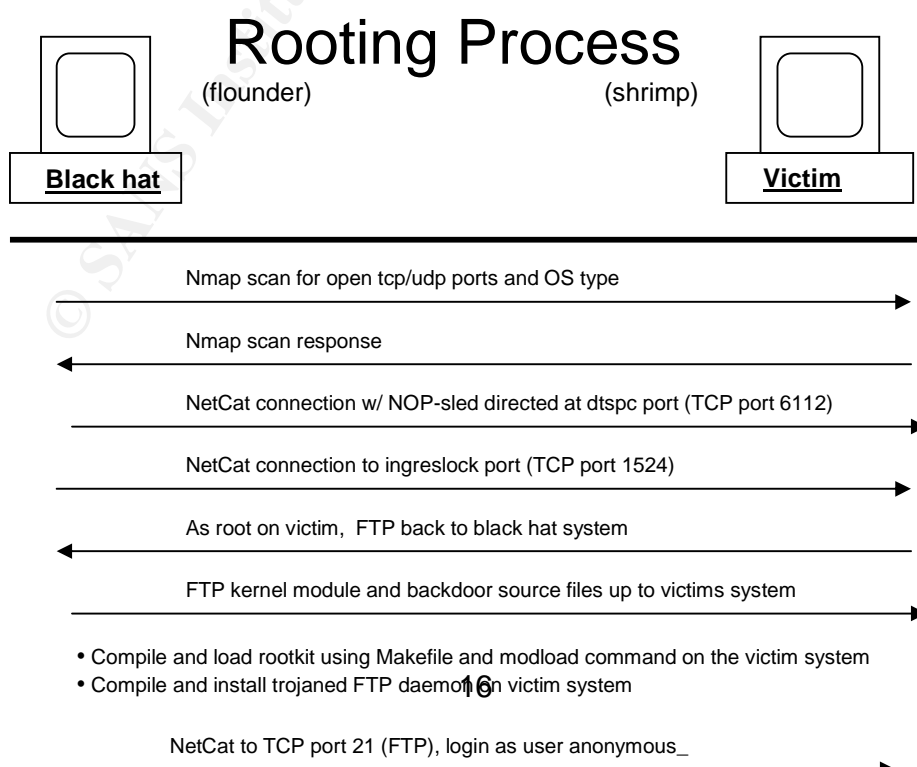 Rooting Process
(flounder) (shrimp)
Black hat Victim
© SANS Institu
Nmap scan for open tcp/udp ports and OS type
Nmap scan response
NetCat connection w/ NOP-sled directed at dtspc port (TCP port 6112)
NetCat connection to ingreslock port (TCP port 1524)
As root on victim, FTP back to black hat system
FTP kernel module and backdoor source files up to victims system
• Compile and load rootkit using Makefile and modload command on the victim system
• Compile and install trojaned FTP daemon on victim system
16
NetCat to TCP port 21 (FTP), login as user anonymous_